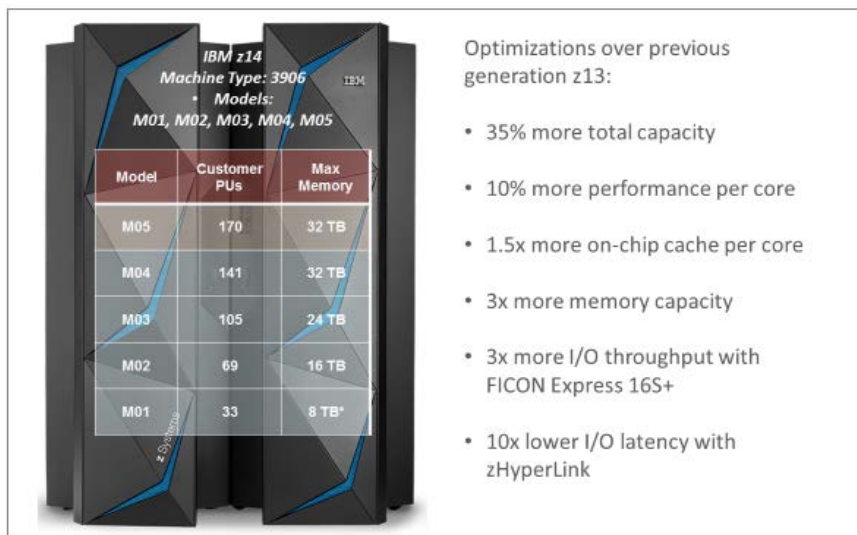 IBM z14
Machine Type: 3906
• Models:
M01, M02, M03, M04, M05
IBM
Model Customer PUs Max Memory
M05 170 32 TB
M04 141 32 TB
M03 105 24 TB
M02 69 16 TB
M01 33 8 TB*
z Systems
Optimizations over previous
generation z13:
• 35% more total capacity
• 10% more performance per core
• 1.5x more on-chip cache per core
• 3x more memory capacity
• 3x more I/O throughput with
FICON Express 16S+
• 10x lower I/O latency with
zHyperLink